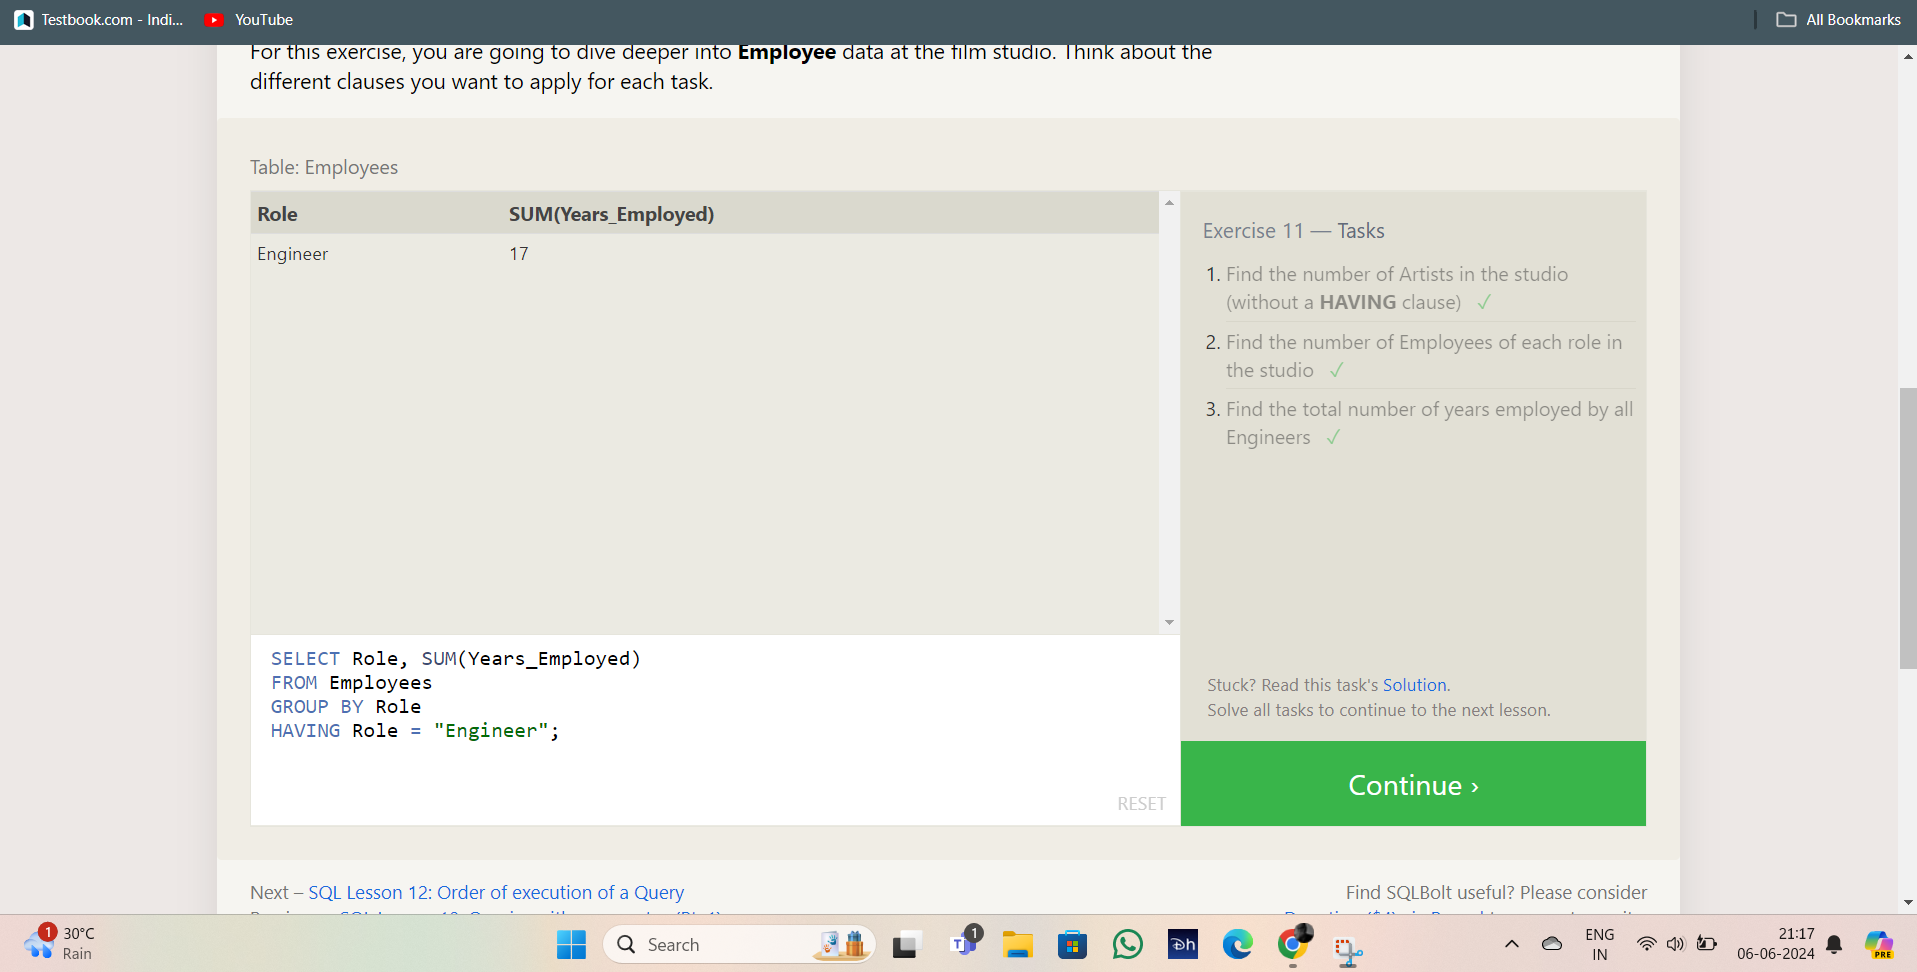 Testbook.com - Indi...
YouTube
All Bookmarks
For this exercise, you are going to dive deeper into Employee data at the film studio. Think about the
different clauses you want to apply for each task.
Table: Employees
Role SUM(Years_Employed)
Engineer 17
Exercise 11 — Tasks
1. Find the number of Artists in the studio
(without a HAVING clause) ✓
2. Find the number of Employees of each role in
the studio ✓
3. Find the total number of years employed by all
Engineers ✓
Stuck? Read this task's Solution.
Solve all tasks to continue to the next lesson.
Continue ›
SELECT Role, SUM(Years_Employed)
FROM Employees
GROUP BY Role
HAVING Role = "Engineer";
RESET
Next – SQL Lesson 12: Order of execution of a Query
Find SQLBolt useful? Please consider
1
30°C
Rain
Search
T
1
Dh
ENG
IN
21:17
06-06-2024
PRE